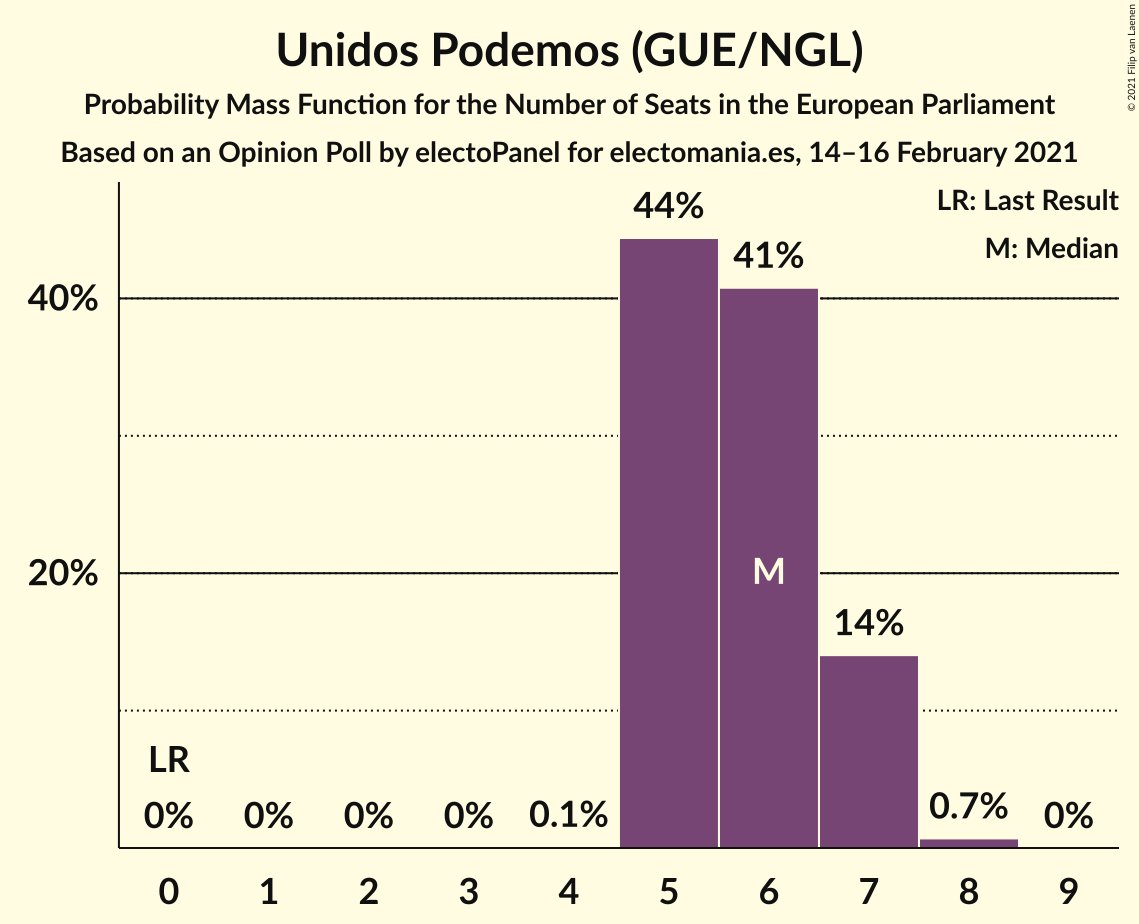 Unidos Podemos (GUE/NGL)
Probability Mass Function for the Number of Seats in the European Parliament
Based on an Opinion Poll by electoPanel for electomania.es, 14–16 February 2021
© 2021 Filip van Laenen
LR: Last Result
M: Median
44%
41%
40%
20%
M
14%
LR
0% 0% 0% 0% 0.1% 0.7% 0%
0 1 2 3 4 5 6 7 8 9